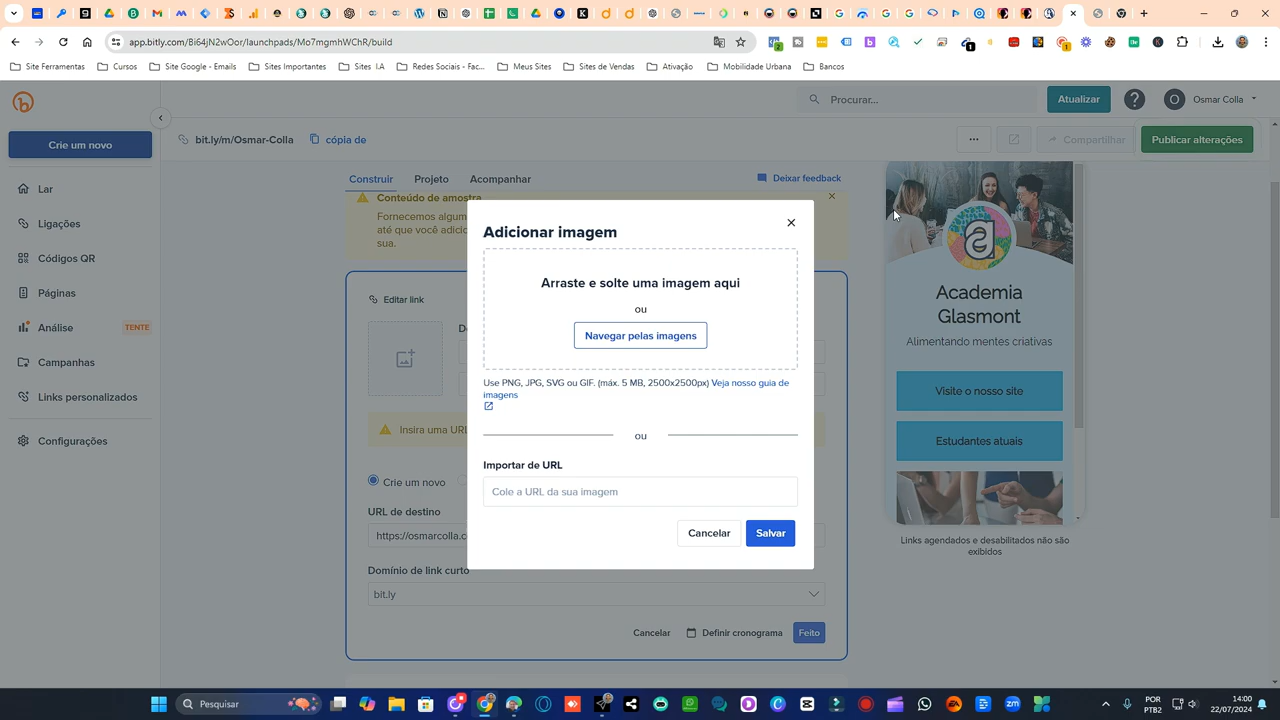 app.bitly.com/Bi64jN2wOor/launchpads/Mo7mgmhWChR/build
Site Ferramentas
Cursos
Site Google - Emails
Sites Importantes
Sites I.A
Redes Sociais - Fac...
Meus Sites
Sites de Vendas
Ativação
Mobilidade Urbana
Bancos
Procurar...
Atualizar
O
Osmar Colla
Crie um novo
bit.ly/m/Osmar-Colla
cópia de
Compartilhar
Publicar alterações
Lar
Ligações
Códigos QR
Páginas
Análise
TENTE
Campanhas
Links personalizados
Configurações
Construir
Projeto
Acompanhar
Deixar feedback
Conteúdo de amostra
Fornecemos algum
até que você adicio
sua.
Editar link
Insira uma URL
Crie um novo
URL de destino
https://osmarcolla.c
Domínio de link curto
bit.ly
Cancelar
Definir cronograma
Feito
Adicionar imagem
Arraste e solte uma imagem aqui
ou
Navegar pelas imagens
Use PNG, JPG, SVG ou GIF. (máx. 5 MB, 2500x2500px) Veja nosso guia de
imagens
ou
Importar de URL
Cole a URL da sua imagem
Cancelar
Salvar
Academia
Glasmont
Alimentando mentes criativas
Visite o nosso site
Estudantes atuais
Links agendados e desabilitados não são
exibidos
Pesquisar
POR
PTB2
14:00
22/07/2024